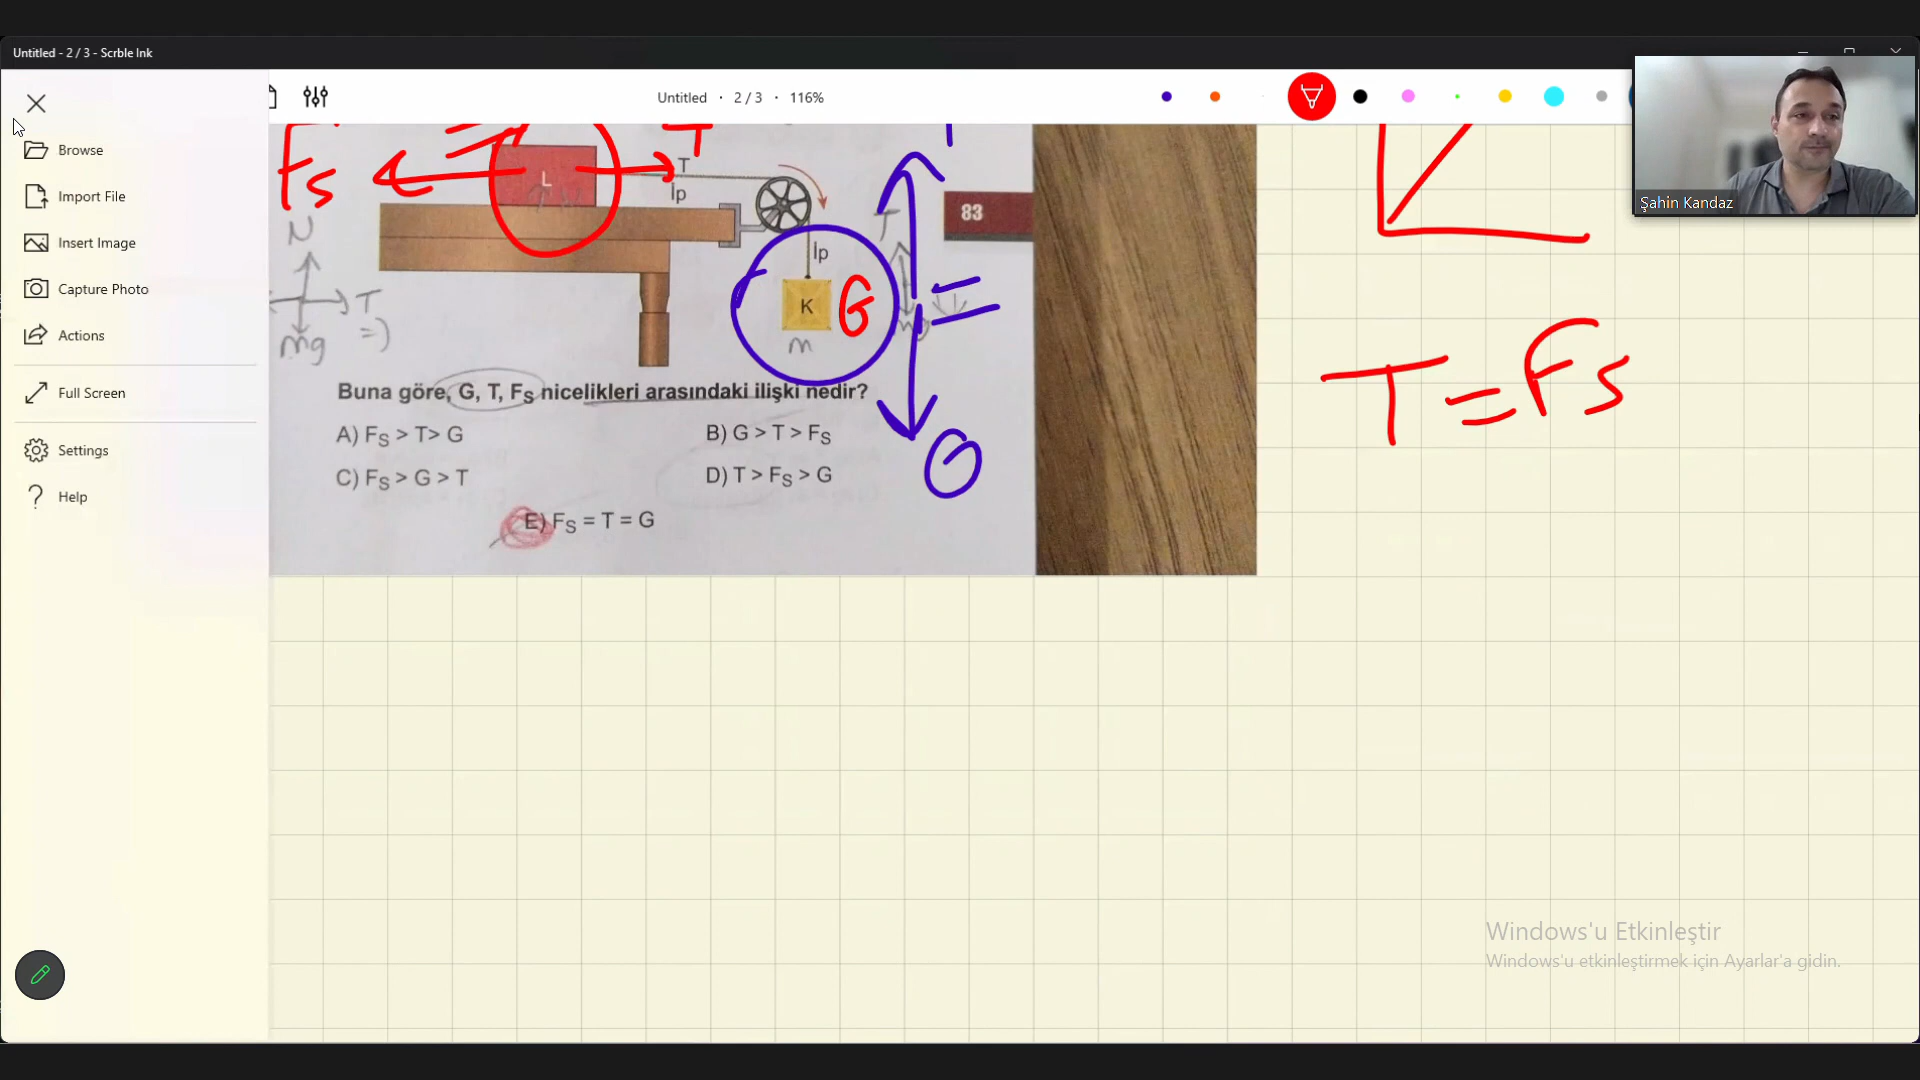 Untitled - 2 / 3 - Scrble Ink
Untitled · 2 / 3 · 116%
Browse
Import File
Insert Image
Capture Photo
Actions
Full Screen
Settings
Help
Şahin Kandaz
Fs
T
L
T
İp
83
N
T
mg
İp
K
G
m
T
G
T = Fs
Buna göre, G, T, FS nicelikleri arasındaki ilişki nedir?
A) FS > T> G
B) G > T > FS
C) FS > G > T
D) T > FS > G
E) FS = T = G
Windows'u Etkinleştir
Windows'u etkinleştirmek için Ayarlar'a gidin.